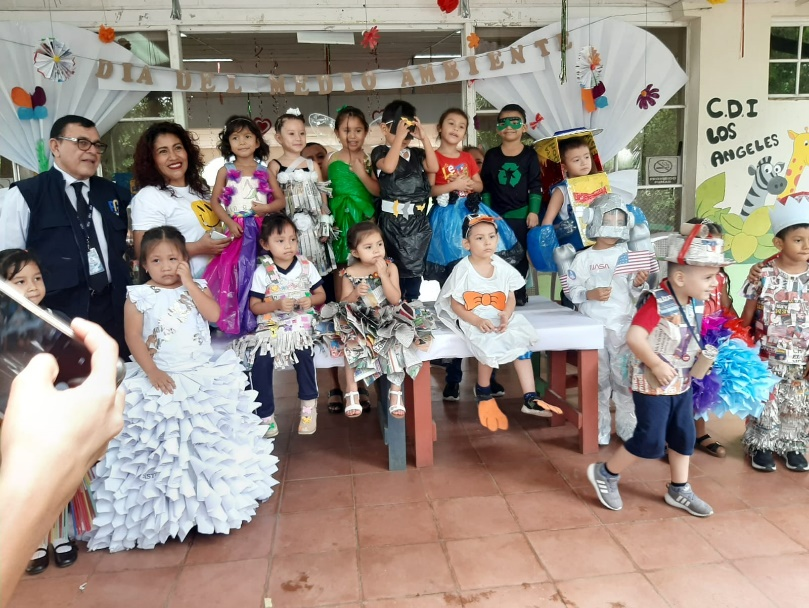 DIA DEL MEDIO AMBIENTE
C.D.I
LOS
ANGELES
NASA